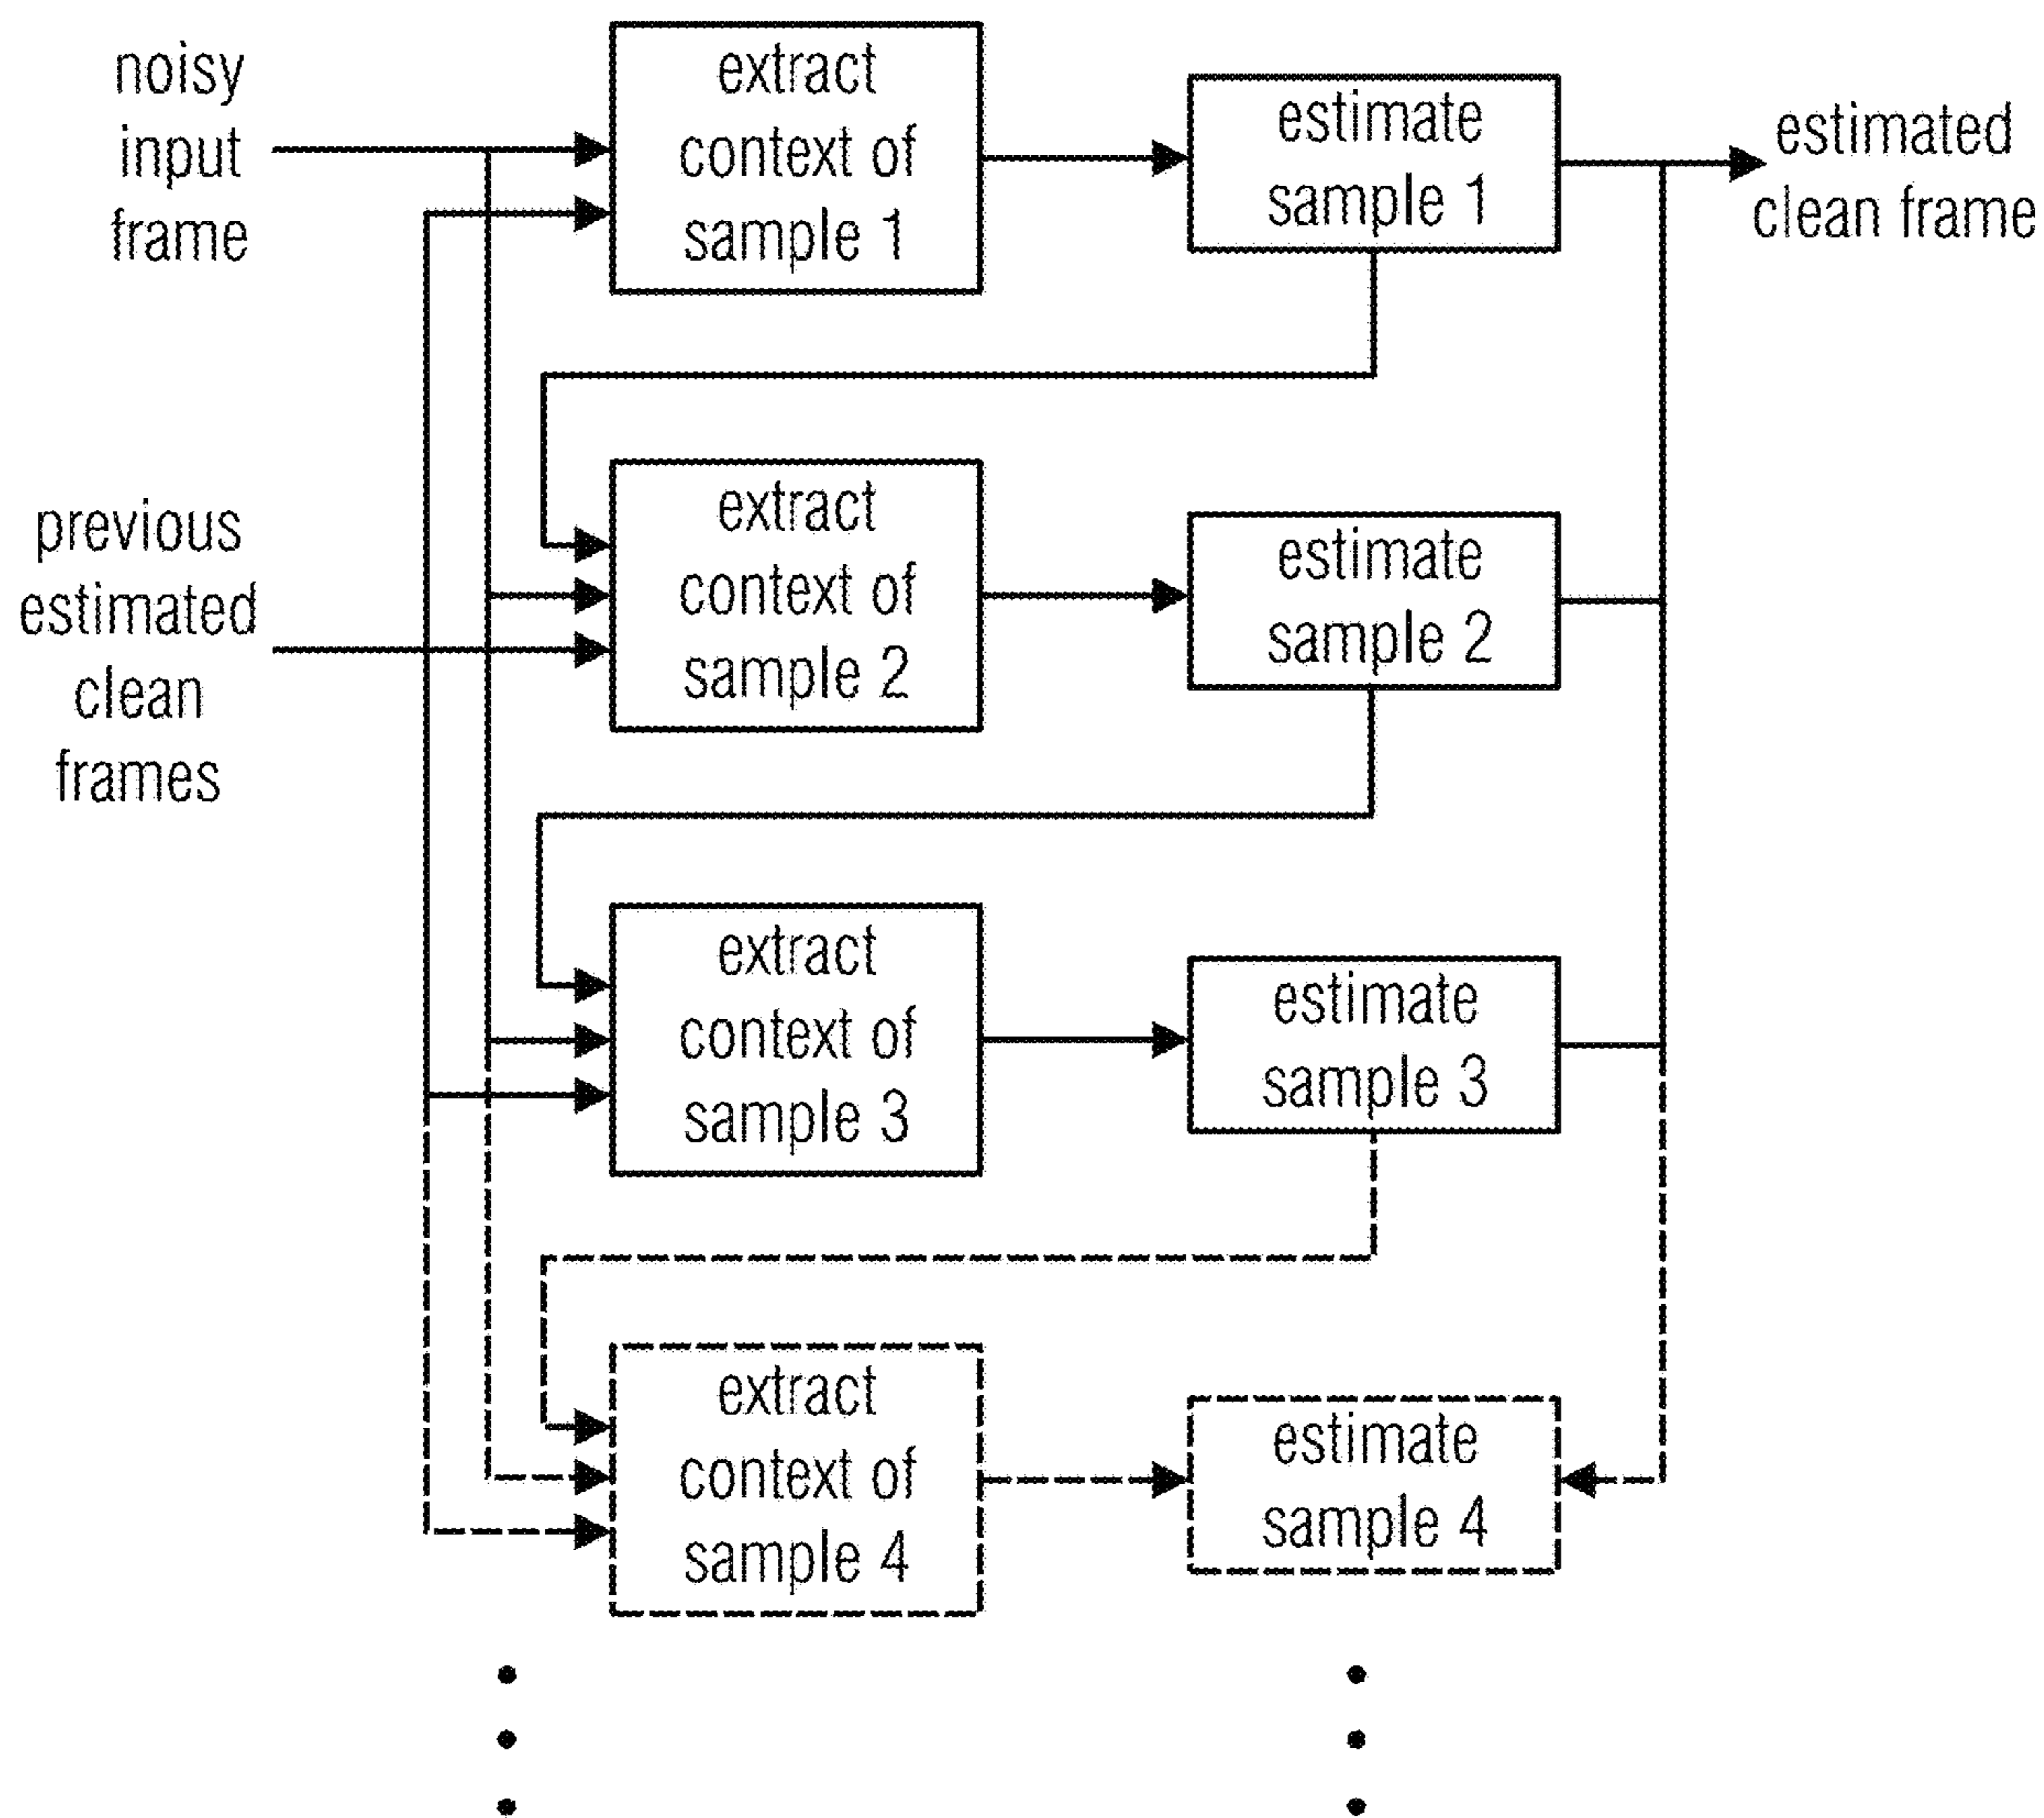 noisy
input
frame
extract
context of
sample 1
estimate
sample 1
estimated
clean frame
previous
estimated
clean
frames
extract
context of
sample 2
estimate
sample 2
extract
context of
sample 3
estimate
sample 3
extract
context of
sample 4
estimate
sample 4